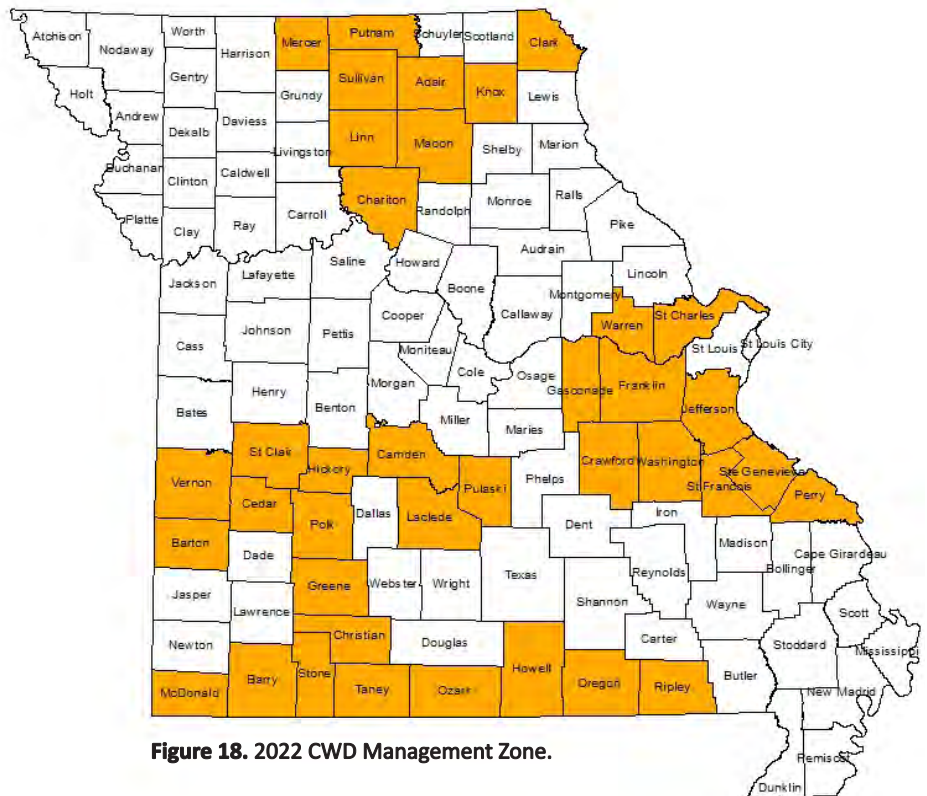 Atchison
Nodaway
Worth
Harrison
Mercer
Putnam
Schuyler
Scotland
Clark
Gentry
Holt
Sullivan
Adair
Knox
Lewis
Grundy
Andrew
Dekalb
Daviess
Linn
Macon
Shelby
Marion
Livingston
Buchanan
Clinton
Caldwell
Chariton
Randolph
Monroe
Ralls
Platte
Clay
Ray
Carroll
Pike
Audrain
Jackson
Lafayette
Saline
Howard
Boone
Lincoln
Callaway
Montgomery
Warren
St Charles
Cass
Johnson
Pettis
Cooper
Moniteau
St Louis
St Louis City
Cole
Osage
Gasconade
Franklin
Bates
Henry
Benton
Morgan
Miller
Maries
Jefferson
St Clair
Hickory
Camden
Pulaski
Phelps
Crawford
Washington
Ste Genevieve
St Francois
Perry
Vernon
Cedar
Polk
Dallas
Laclede
Dent
Iron
Barton
Dade
Madison
Cape Girardeau
Bollinger
Jasper
Greene
Webster
Wright
Texas
Shannon
Reynolds
Lawrence
Wayne
Scott
Newton
Christian
Douglas
Carter
Stoddard
Mississippi
McDonald
Barry
Stone
Taney
Ozark
Howell
Oregon
Ripley
Butler
New Madrid
Pemiscot
Dunklin
Figure 18. 2022 CWD Management Zone.